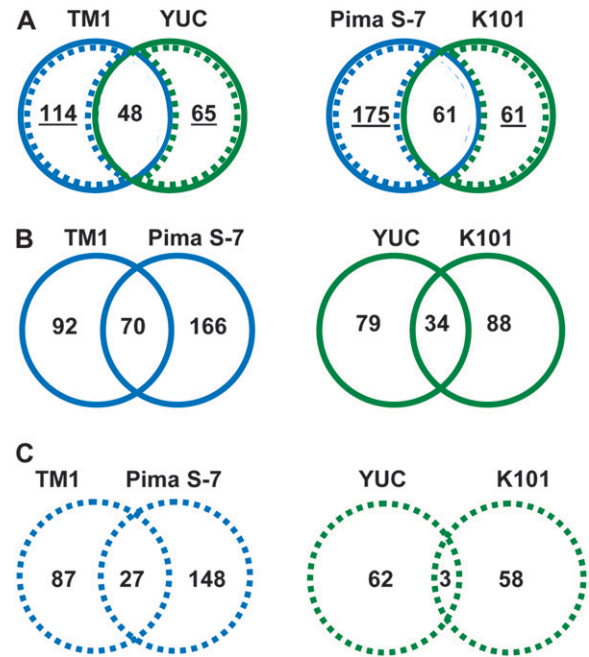 A TM1 YUC Pima S-7 K101
114 48 65 175 61 61
B TM1 Pima S-7 YUC K101
92 70 166 79 34 88
C
TM1 Pima S-7 YUC K101
87 27 148 62 3 58